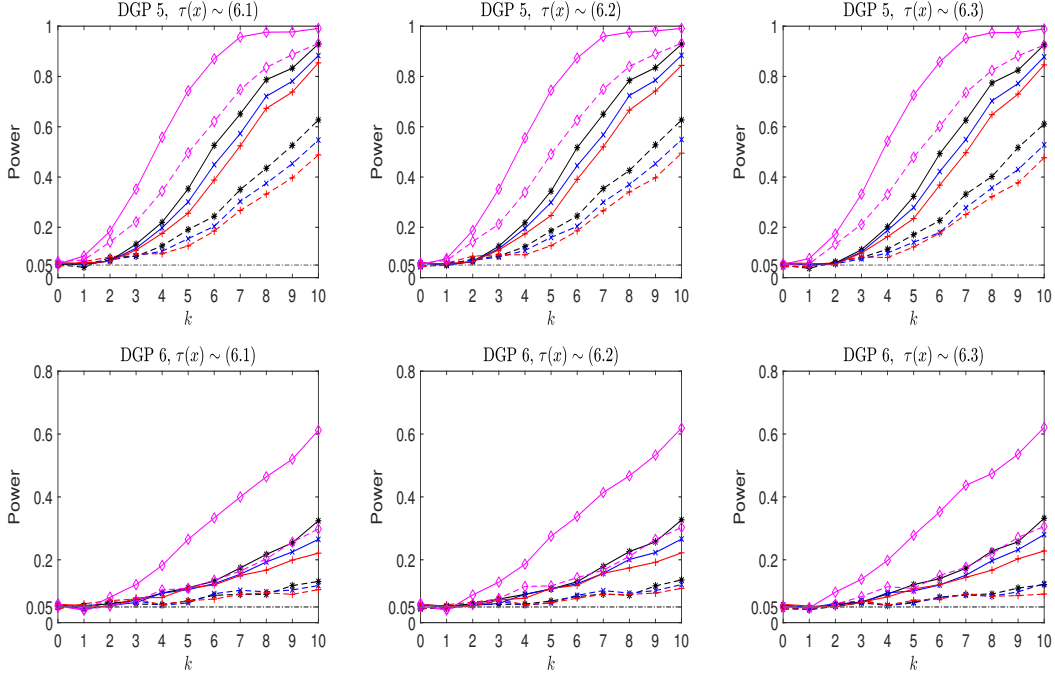 DGP 5, τ(x) ∼ (6.1)
DGP 5, τ(x) ∼ (6.2)
DGP 5, τ(x) ∼ (6.3)
Power
1
0.8
0.6
0.4
0.2
0.05
0
0 1 2 3 4 5 6 7 8 9 10
k
Power
1
0.8
0.6
0.4
0.2
0.05
0
0 1 2 3 4 5 6 7 8 9 10
k
Power
1
0.8
0.6
0.4
0.2
0.05
0
0 1 2 3 4 5 6 7 8 9 10
k
DGP 6, τ(x) ∼ (6.1)
DGP 6, τ(x) ∼ (6.2)
DGP 6, τ(x) ∼ (6.3)
Power
0.8
0.6
0.4
0.2
0.05
0
0 1 2 3 4 5 6 7 8 9 10
k
Power
0.8
0.6
0.4
0.2
0.05
0
0 1 2 3 4 5 6 7 8 9 10
k
Power
0.8
0.6
0.4
0.2
0.05
0
0 1 2 3 4 5 6 7 8 9 10
k